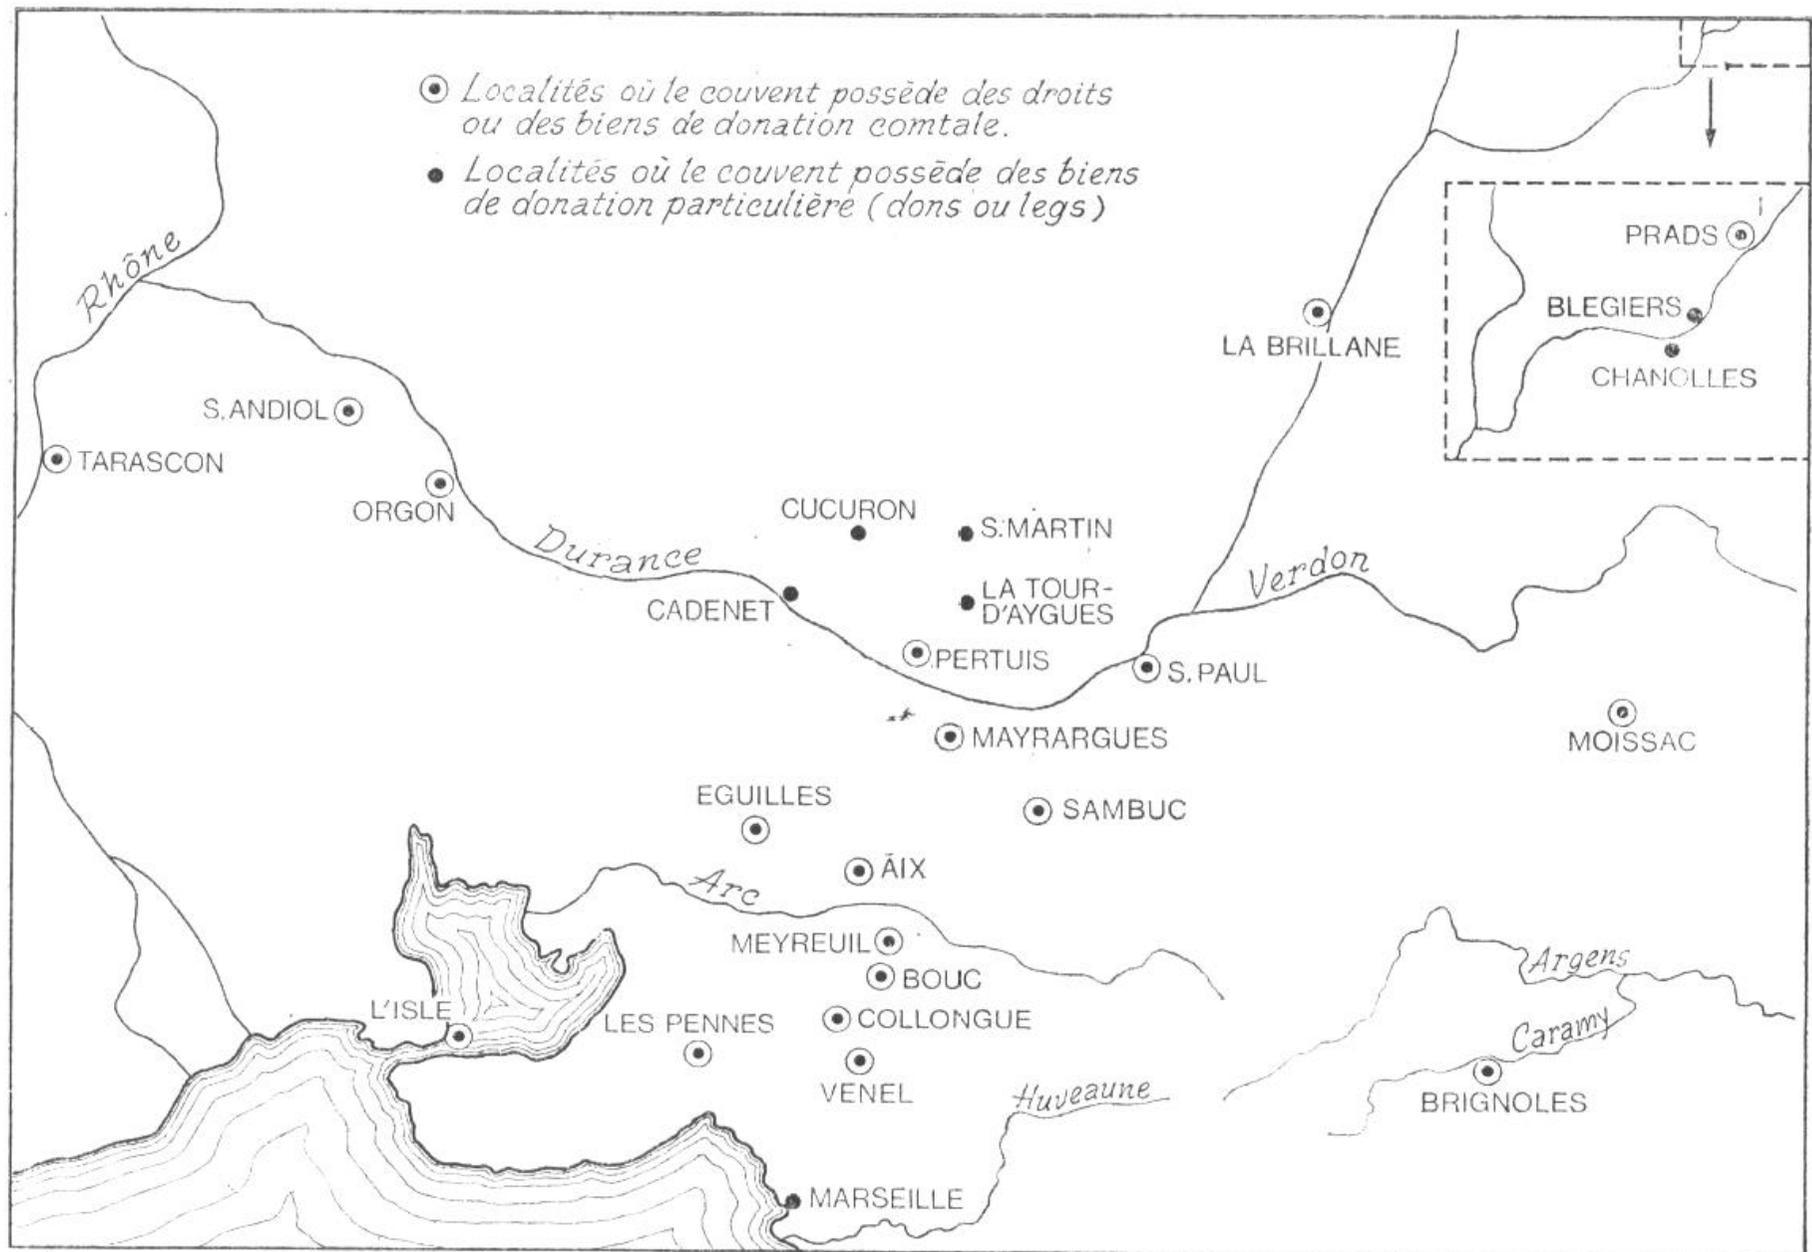 Localités où le couvent possède des droits
ou des biens de donation comtale.
Localités où le couvent possède des biens
de donation particulière (dons ou legs)
Rhône
PRADS
BLEGIERS
LA BRILLANE
CHANOLLES
S.ANDIOL
TARASCON
ORGON
CUCURON
S.MARTIN
Durance
Verdon
CADENET
LA TOUR-
D'AYGUES
PERTUIS
S.PAUL
MAYRARGUES
MOISSAC
EGUILLES
SAMBUC
AIX
Arc
MEYREUIL
Argens
BOUC
L'ISLE
LES PENNES
COLLONGUE
Caramy
VENEL
Huveaune
BRIGNOLES
MARSEILLE